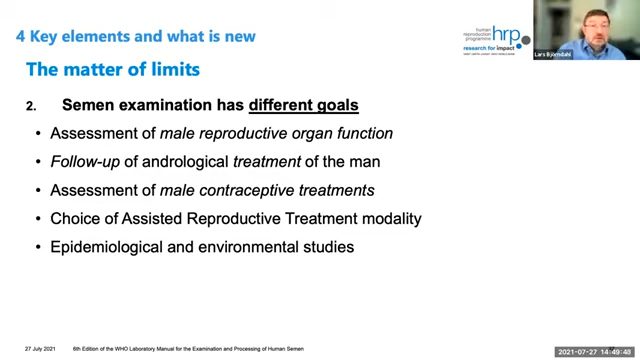 4 Key elements and what is new
human
reproduction
programme
hrp
research for impact
Lars Björndahl
The matter of limits
2. Semen examination has different goals
• Assessment of male reproductive organ function
• Follow-up of andrological treatment of the man
• Assessment of male contraceptive treatments
• Choice of Assisted Reproductive Treatment modality
• Epidemiological and environmental studies
27 July 2021 6th Edition of the WHO Laboratory Manual for the Examination and Processing of Human Semen
2021-07-27 14:49:48